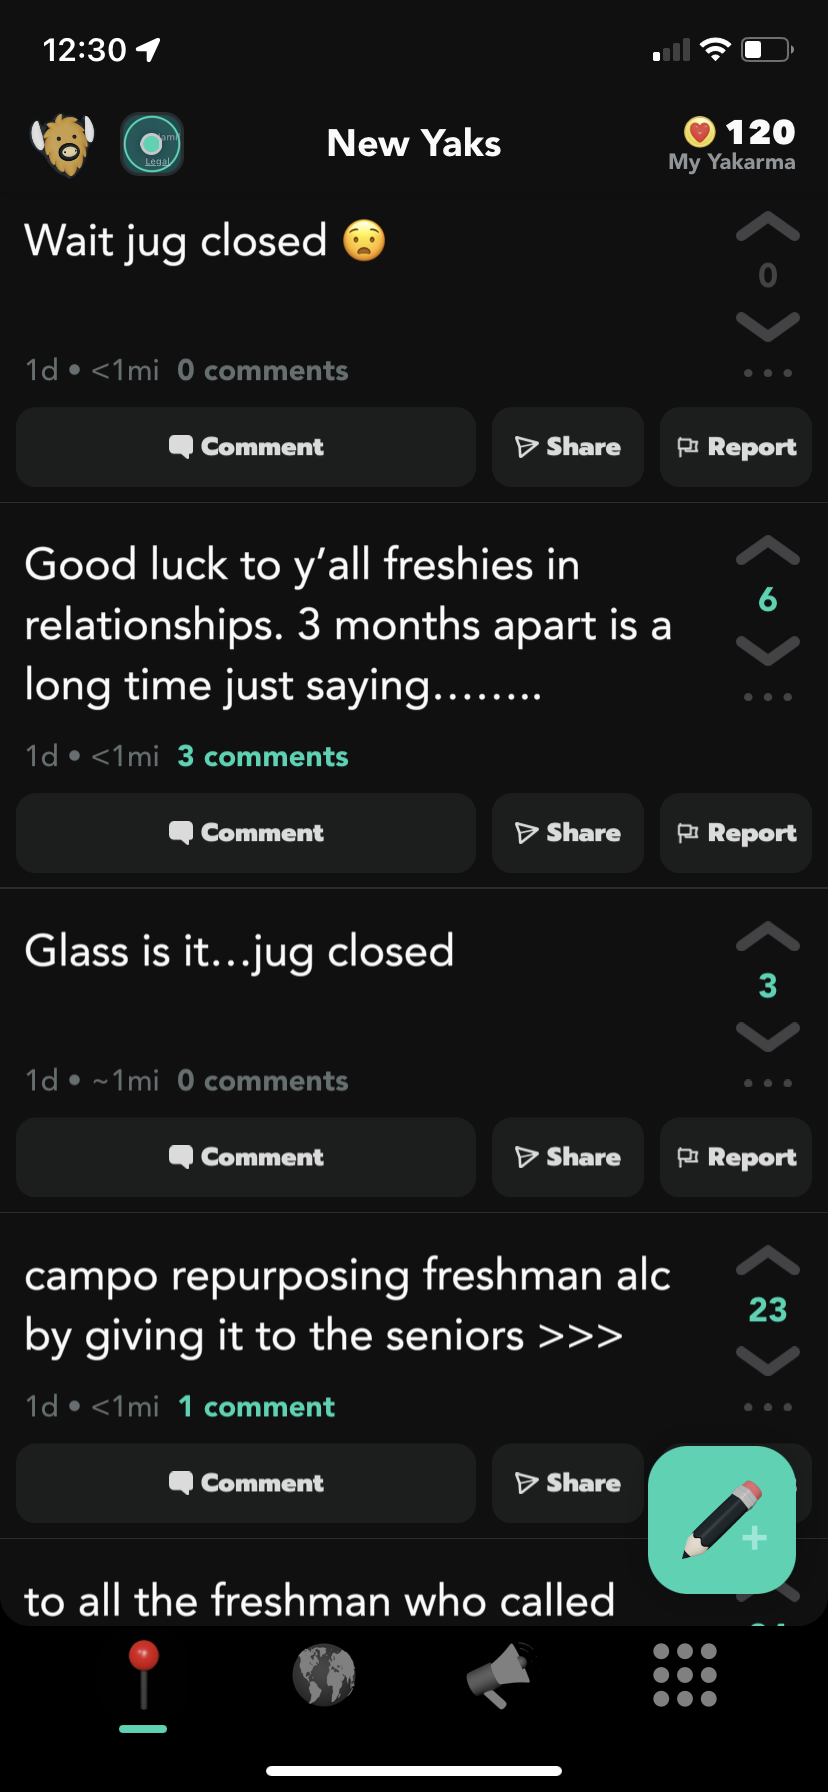 12:30
New Yaks
120
My Yakarma
Legal
Wait jug closed 😧
0
1d • <1mi 0 comments
Comment
Share
Report
Good luck to y’all freshies in
relationships. 3 months apart is a
long time just saying........
6
1d • <1mi 3 comments
Comment
Share
Report
Glass is it...jug closed
3
1d • ~1mi 0 comments
Comment
Share
Report
campo repurposing freshman alc
by giving it to the seniors >>>
23
1d • <1mi 1 comment
Comment
Share
to all the freshman who called